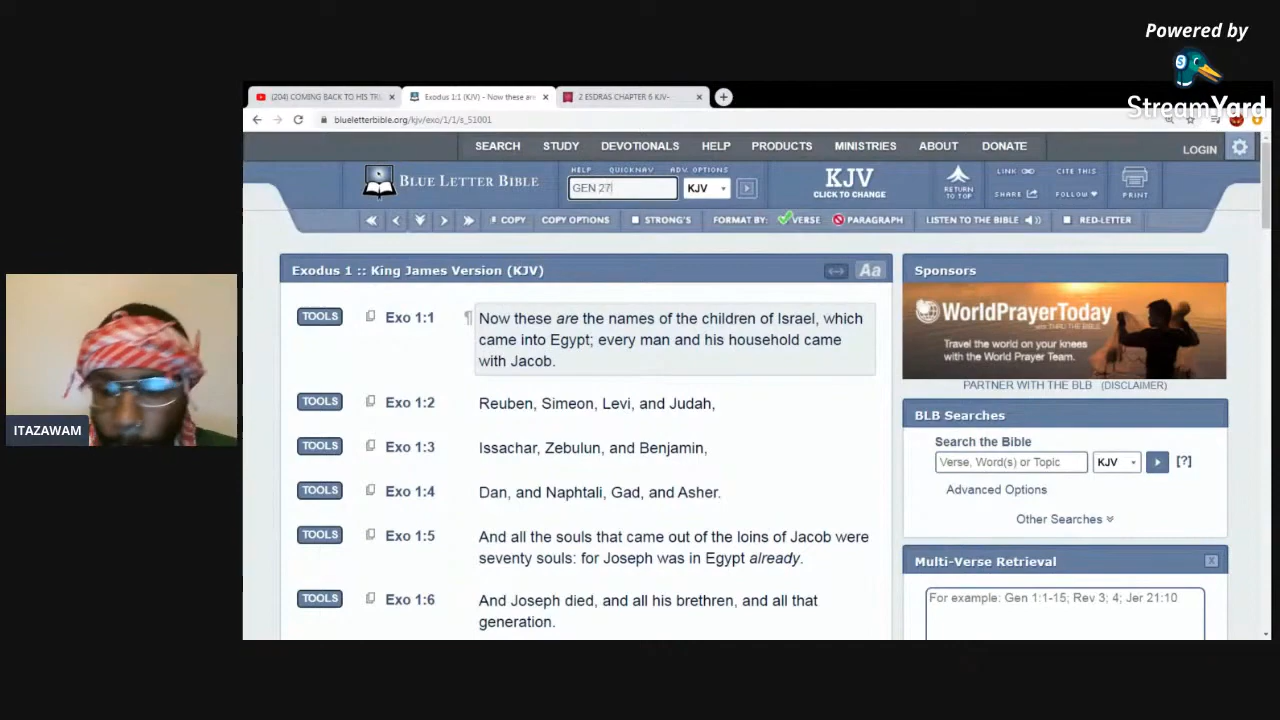 Powered by
StreamYard
(204) COMING BACK TO HIS TR
Exodus 1:1 (KJV) - Now these are
2 ESDRAS CHAPTER 6 KJV-
blueletterbible.org/kjv/exo/1/1/s_51001
SEARCH STUDY DEVOTIONALS HELP PRODUCTS MINISTRIES ABOUT DONATE LOGIN
BLUE LETTER BIBLE
HELP QUICKNAV ADV. OPTIONS
GEN 27 KJV
KJV
CLICK TO CHANGE
RETURN
TO TOP
LINK CITE THIS
SHARE FOLLOW
PRINT
COPY COPY OPTIONS STRONG'S FORMAT BY: VERSE PARAGRAPH LISTEN TO THE BIBLE RED-LETTER
Exodus 1 :: King James Version (KJV) Aa
TOOLS Exo 1:1 ¶ Now these are the names of the children of Israel, which
came into Egypt; every man and his household came
with Jacob.
TOOLS Exo 1:2 Reuben, Simeon, Levi, and Judah,
TOOLS Exo 1:3 Issachar, Zebulun, and Benjamin,
TOOLS Exo 1:4 Dan, and Naphtali, Gad, and Asher.
TOOLS Exo 1:5 And all the souls that came out of the loins of Jacob were
seventy souls: for Joseph was in Egypt already.
TOOLS Exo 1:6 And Joseph died, and all his brethren, and all that
generation.
Sponsors
WorldPrayerToday
with THRU THE BIBLE
Travel the world on your knees
with the World Prayer Team.
PARTNER WITH THE BLB (DISCLAIMER)
BLB Searches
Search the Bible
Verse, Word(s) or Topic KJV [?]
Advanced Options
Other Searches
Multi-Verse Retrieval X
For example: Gen 1:1-15; Rev 3; 4; Jer 21:10
ITAZAWAM